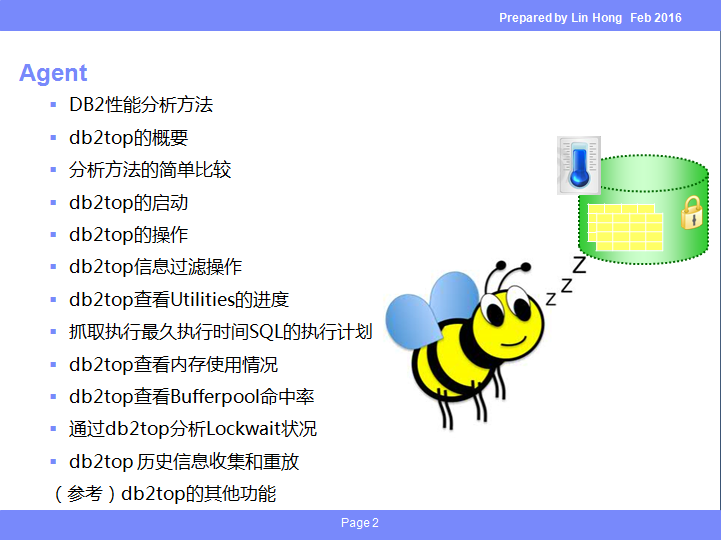 Prepared by Lin Hong Feb 2016
Agent
DB2性能分析方法
db2top的概要
分析方法的简单比较
db2top的启动
db2top的操作
db2top信息过滤操作
db2top查看Utilities的进度
抓取执行最久执行时间SQL的执行计划
db2top查看内存使用情况
db2top查看Bufferpool命中率
通过db2top分析Lockwait状况
db2top 历史信息收集和重放
（参考）db2top的其他功能
z z z
Page 2